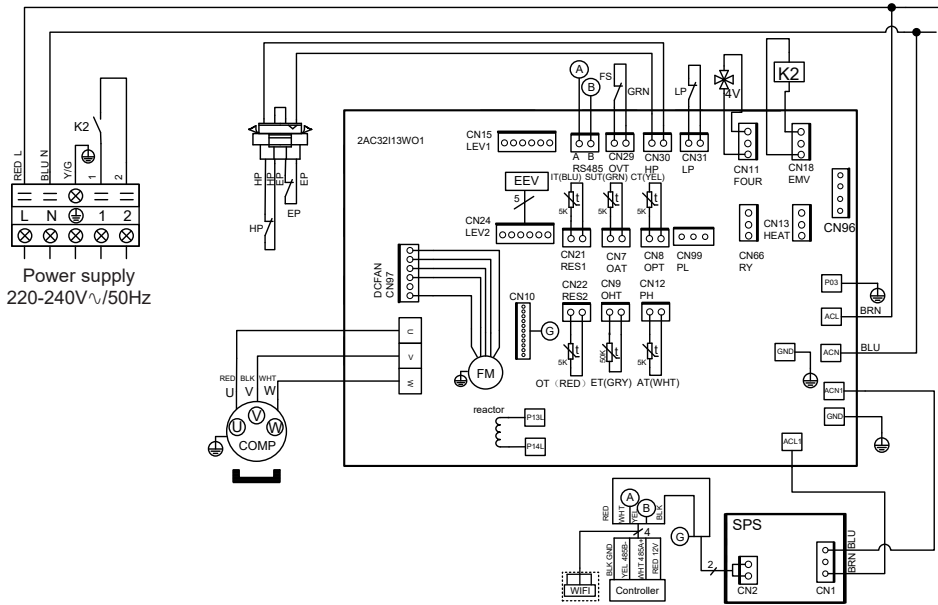 RED L
BLU N
Y/G
1
2
K2
L N 1 2
Power supply
220-240V∿/50Hz
HP
HP
EP
EP
EP
HP
2AC32I13WO1
CN15
LEV1
A
B
FS
GRN
LP
4V
K2
A B
RS485
CN29
OVT
CN30
HP
CN31
LP
CN11
FOUR
CN18
EMV
EEV
5
CN24
LEV2
IT(BLU) SUT(GRN) CT(YEL)
5K
t
5K
t
5K
t
CN21
RES1
CN7
OAT
CN8
OPT
CN99
PL
CN66
RY
CN13
HEAT
CN96
DCFAN
CN97
CN10
G
CN22
RES2
CN9
OHT
CN12
PH
5K
t
50K
t
5K
t
OT（RED） ET(GRY) AT(WHT)
P03
ACL
BRN
GND
ACN
BLU
ACN1
GND
ACL1
U
V
W
FM
RED BLK WHT
U V W
V
U W
COMP
reactor
P13L
P14L
RED
WHT
A
YEL
B
BLK
4
G
BLK GND
YEL 485B-
WHT 485A+
RED 12V
WIFI
Controller
SPS
2
CN2
CN1
BLU
BRN